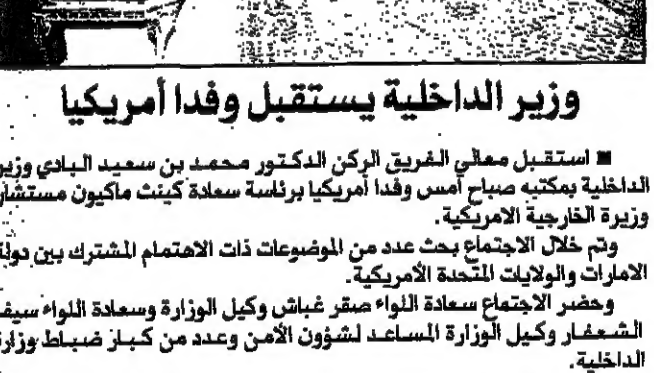 وزير الداخلية يستقبل وفدا أمريكيا
■ استقبل معالي الفريق الركن الدكتور محمد بن سعيد البادي وزير
الداخلية بمكتبه صباح أمس وفدا أمريكيا برئاسة سعادة كينث ماكيون مستشار
وزيرة الخارجية الامريكية.
وتم خلال الاجتماع بحث عدد من الموضوعات ذات الاهتمام المشترك بين دولة
الامارات والولايات المتحدة الأمريكية.
وحضر الاجتماع سعادة اللواء صقر غباش وكيل الوزارة وسعادة اللواء سيف
الشعفار وكيل الوزارة المساعد لشؤون الأمن وعدد من كبار ضباط وزارة
الداخلية.